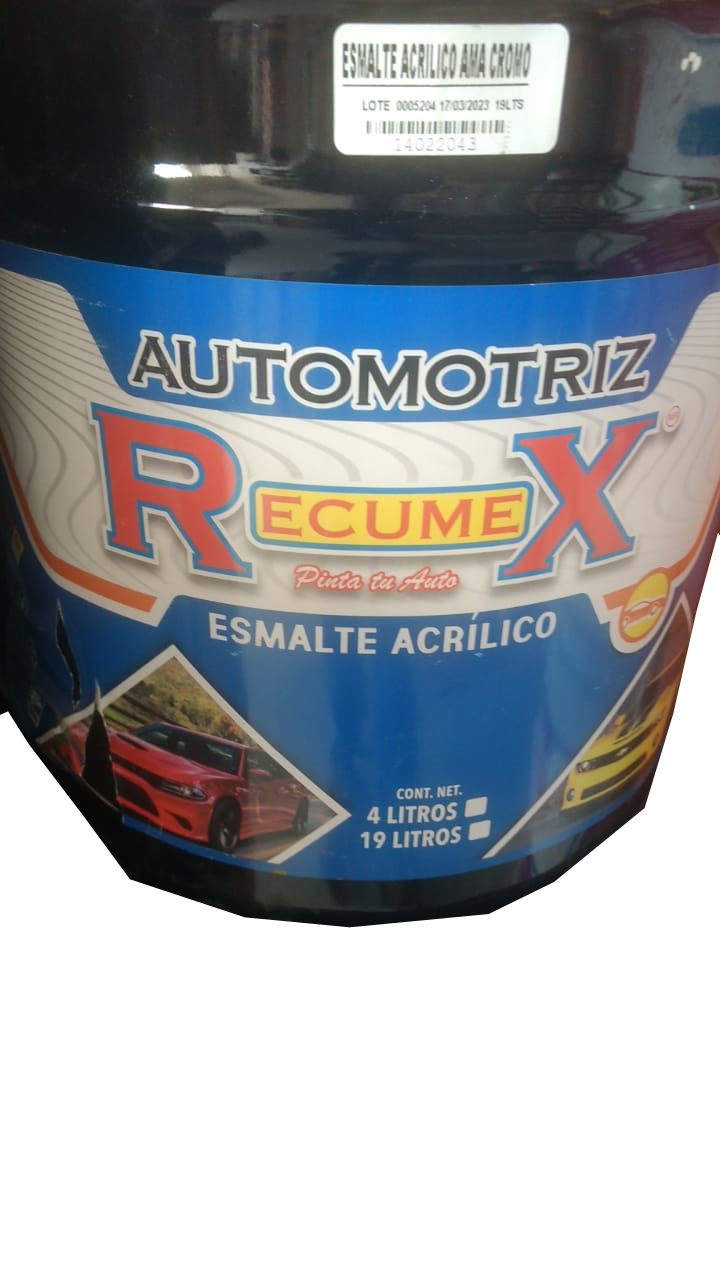 ESMALTE ACRILICO AMA CROMO
LOTE 0005204 17/03/2023 19LTS
14022043
AUTOMOTRIZ
RECUMEX
Pinta tu Auto
ESMALTE ACRÍLICO
CONT. NET.
4 LITROS
19 LITROS